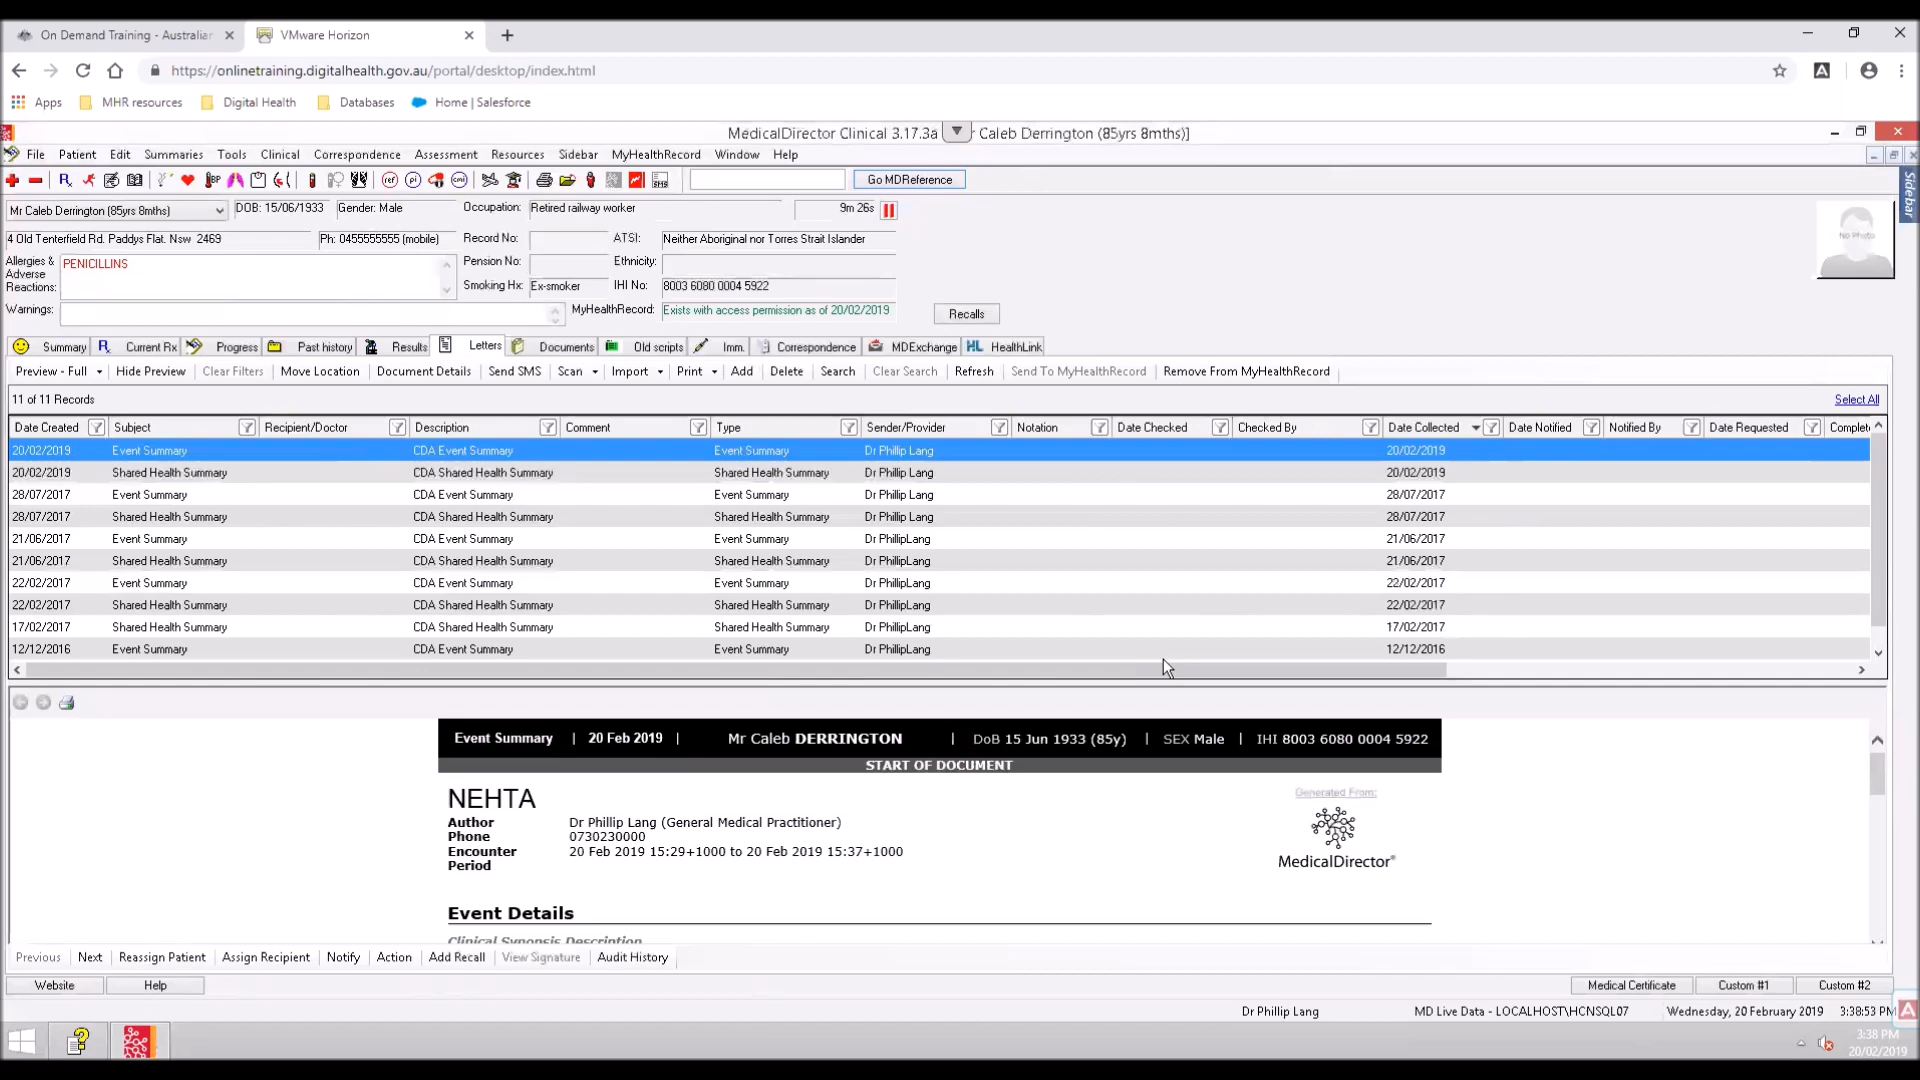 On Demand Training - Australian
VMware Horizon
https://onlinetraining.digitalhealth.gov.au/portal/desktop/index.html
Apps MHR resources Digital Health Databases Home | Salesforce
MedicalDirector Clinical 3.17.3a Caleb Derrington (85yrs 8mths)]
File Patient Edit Summaries Tools Clinical Correspondence Assessment Resources Sidebar MyHealthRecord Window Help
Go MDReference
Sidebar
Mr Caleb Derrington (85yrs 8mths) DOB: 15/06/1933 Gender: Male Occupation: Retired railway worker 9m 26s
No Photo
4 Old Tenterfield Rd. Paddys Flat. Nsw 2469 Ph: 0455555555 (mobile) Record No: ATSI: Neither Aboriginal nor Torres Strait Islander
Allergies & Adverse Reactions: PENICILLINS Pension No: Ethnicity:
Smoking Hx: Ex-smoker IHI No: 8003 6080 0004 5922
Warnings: MyHealthRecord: Exists with access permission as of 20/02/2019 Recalls
Summary Current Rx Progress Past history Results Letters Documents Old scripts Imm. Correspondence MDExchange HealthLink
Preview - Full Hide Preview Clear Filters Move Location Document Details Send SMS Scan Import Print Add Delete Search Clear Search Refresh Send To MyHealthRecord Remove From MyHealthRecord
11 of 11 Records Select All
Date Created Subject Recipient/Doctor Description Comment Type Sender/Provider Notation Date Checked Checked By Date Collected Date Notified Notified By Date Requested Complet
20/02/2019 Event Summary CDA Event Summary Event Summary Dr Phillip Lang 20/02/2019
20/02/2019 Shared Health Summary CDA Shared Health Summary Shared Health Summary Dr Phillip Lang 20/02/2019
28/07/2017 Event Summary CDA Event Summary Event Summary Dr Phillip Lang 28/07/2017
28/07/2017 Shared Health Summary CDA Shared Health Summary Shared Health Summary Dr Phillip Lang 28/07/2017
21/06/2017 Event Summary CDA Event Summary Event Summary Dr PhillipLang 21/06/2017
21/06/2017 Shared Health Summary CDA Shared Health Summary Shared Health Summary Dr PhillipLang 21/06/2017
22/02/2017 Event Summary CDA Event Summary Event Summary Dr PhillipLang 22/02/2017
22/02/2017 Shared Health Summary CDA Shared Health Summary Shared Health Summary Dr PhillipLang 22/02/2017
17/02/2017 Shared Health Summary CDA Shared Health Summary Shared Health Summary Dr PhillipLang 17/02/2017
12/12/2016 Event Summary CDA Event Summary Event Summary Dr PhillipLang 12/12/2016
Event Summary | 20 Feb 2019 | Mr Caleb DERRINGTON | DoB 15 Jun 1933 (85y) | SEX Male | IHI 8003 6080 0004 5922
START OF DOCUMENT
NEHTA
Generated From:
Author Dr Phillip Lang (General Medical Practitioner)
Phone 0730230000
Encounter Period 20 Feb 2019 15:29+1000 to 20 Feb 2019 15:37+1000
MedicalDirector
Event Details
Clinical Synopsis Description
Previous Next Reassign Patient Assign Recipient Notify Action Add Recall View Signature Audit History
Website Help Medical Certificate Custom #1 Custom #2
Dr Phillip Lang MD Live Data - LOCALHOST\HCNSQL07 Wednesday, 20 February 2019 3:38:53 PM
3:38 PM
20/02/2019